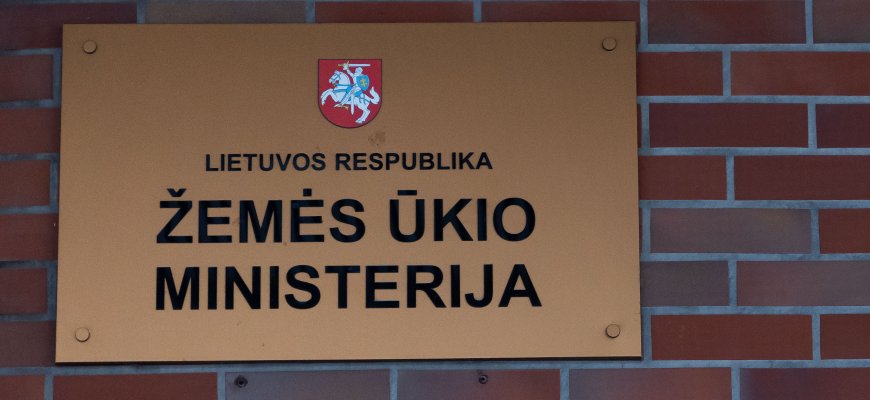 LIETUVOS RESPUBLIKA
ŽEMĖS ŪKIO
MINISTERIJA